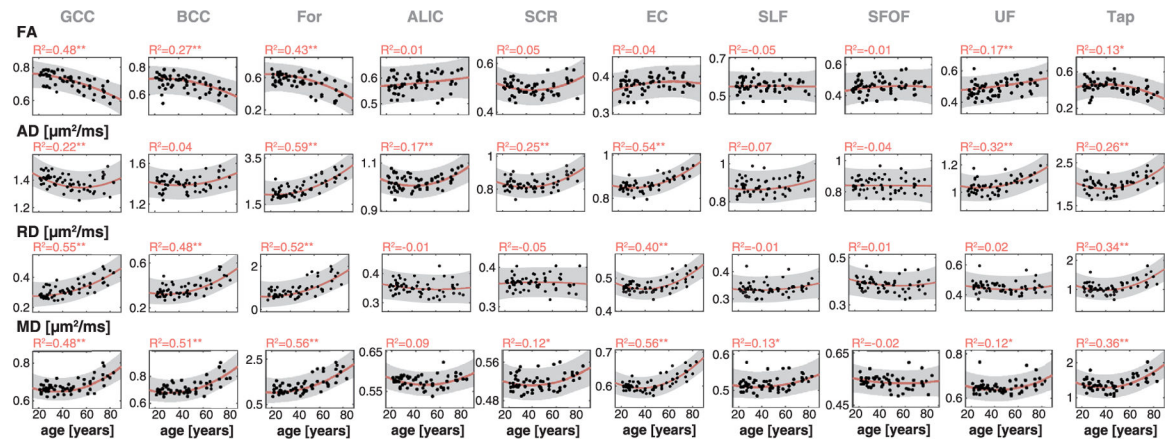 GCC BCC For ALIC SCR EC SLF SFOF UF Tap
FA
R²=0.48** R²=0.27** R²=0.43** R²=0.01 R²=0.05 R²=0.04 R²=-0.05 R²=-0.01 R²=0.17** R²=0.13*
0.8 0.8 0.6 0.6 0.6 0.4 0.7 0.6 0.6 0.6
0.6 0.6 0.2 0.5 0.4 0.3 0.4 0.4 0.4 0.2
AD [µm²/ms]
R²=0.22** R²=0.04 R²=0.59** R²=0.17** R²=0.25** R²=0.54** R²=0.07 R²=-0.04 R²=0.32** R²=0.26**
1.4 1.6 3.5 1.1 1 1 1 1 1.2 2.5
1.2 1.4 1.5 0.9 0.8 0.8 0.8 0.8 1 1.5
1.2
RD [µm²/ms]
R²=0.55** R²=0.48** R²=0.52** R²=-0.01 R²=-0.05 R²=0.40** R²=-0.01 R²=0.01 R²=0.02 R²=0.34**
0.4 0.6 2 0.4 0.4 0.5 0.4 0.5 0.6 2
0.2 0.4 1 0.3 0.3 0.4 0.3 0.4 0.4 1
0 0.3
MD [µm²/ms]
R²=0.48** R²=0.51** R²=0.56** R²=0.09 R²=0.12* R²=0.56** R²=0.13* R²=-0.02 R²=0.12* R²=0.36**
0.8 0.9 2.5 0.65 0.56 0.7 0.6 0.55 0.8 2
0.6 0.7 1.5 0.55 0.48 0.6 0.5 0.45 0.6 1
0.5
20 40 60 80 20 40 60 80 20 40 60 80 20 40 60 80 20 40 60 80 20 40 60 80 20 40 60 80 20 40 60 80 20 40 60 80 20 40 60 80
age [years] age [years] age [years] age [years] age [years] age [years] age [years] age [years] age [years] age [years]